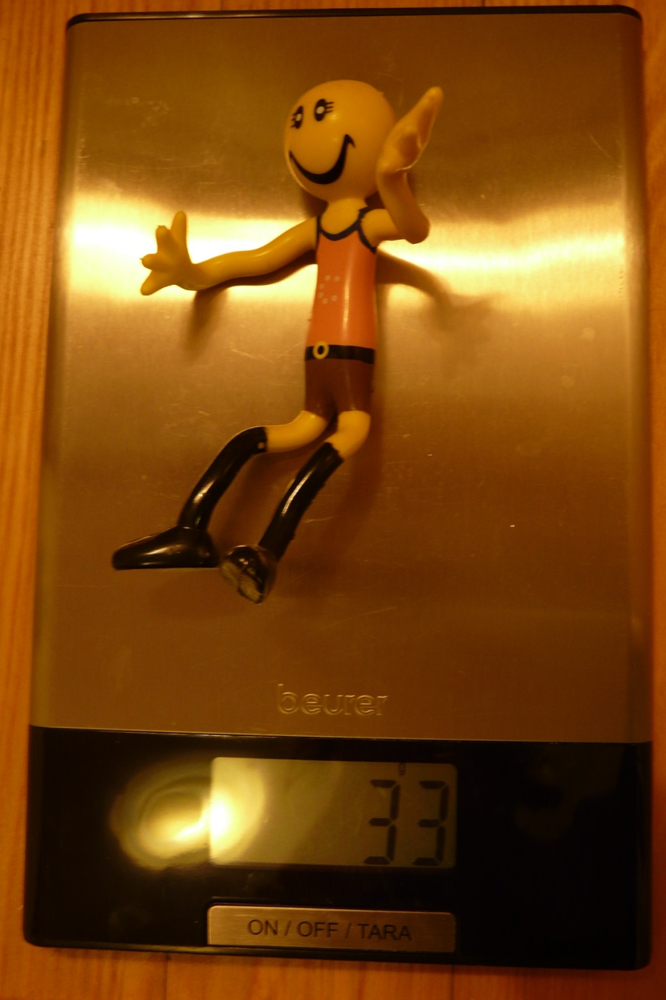 beurer
g
33
ON / OFF / TARA